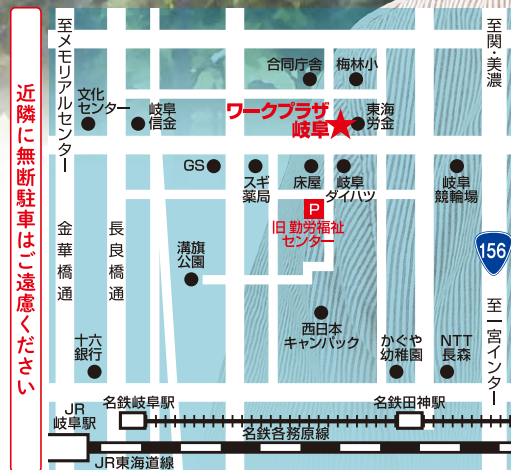 近隣に無断駐車はご遠慮ください
至メモリアルセンター
至関・美濃
合同庁舎
梅林小
文化
センター
岐阜
信金
ワークプラザ
岐阜
東海
労金
GS
スギ
薬局
床屋
岐阜
ダイハツ
岐阜
競輪場
P
旧 勤労福祉
センター
金華橋通
長良橋通
溝旗
公園
156
至一宮インター
西日本
キャンパック
十六
銀行
かぐや
幼稚園
NTT
長森
名鉄岐阜駅
名鉄田神駅
JR
岐阜駅
名鉄各務原線
JR東海道線